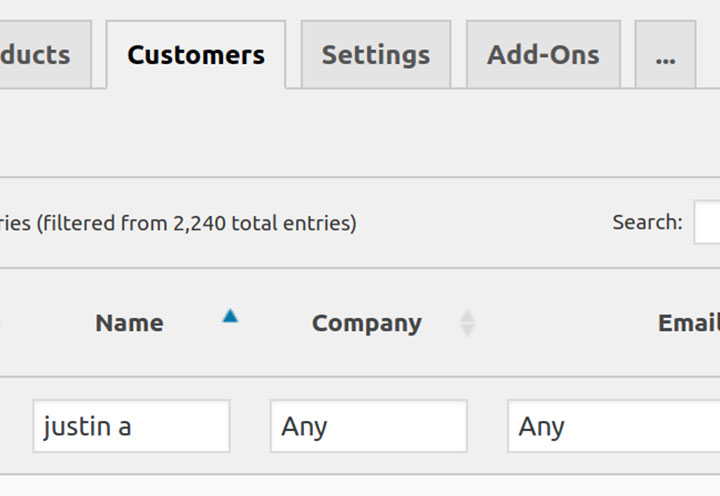 ducts Customers Settings Add-Ons ...
ries (filtered from 2,240 total entries) Search:
Name Company Email
justin a Any Any